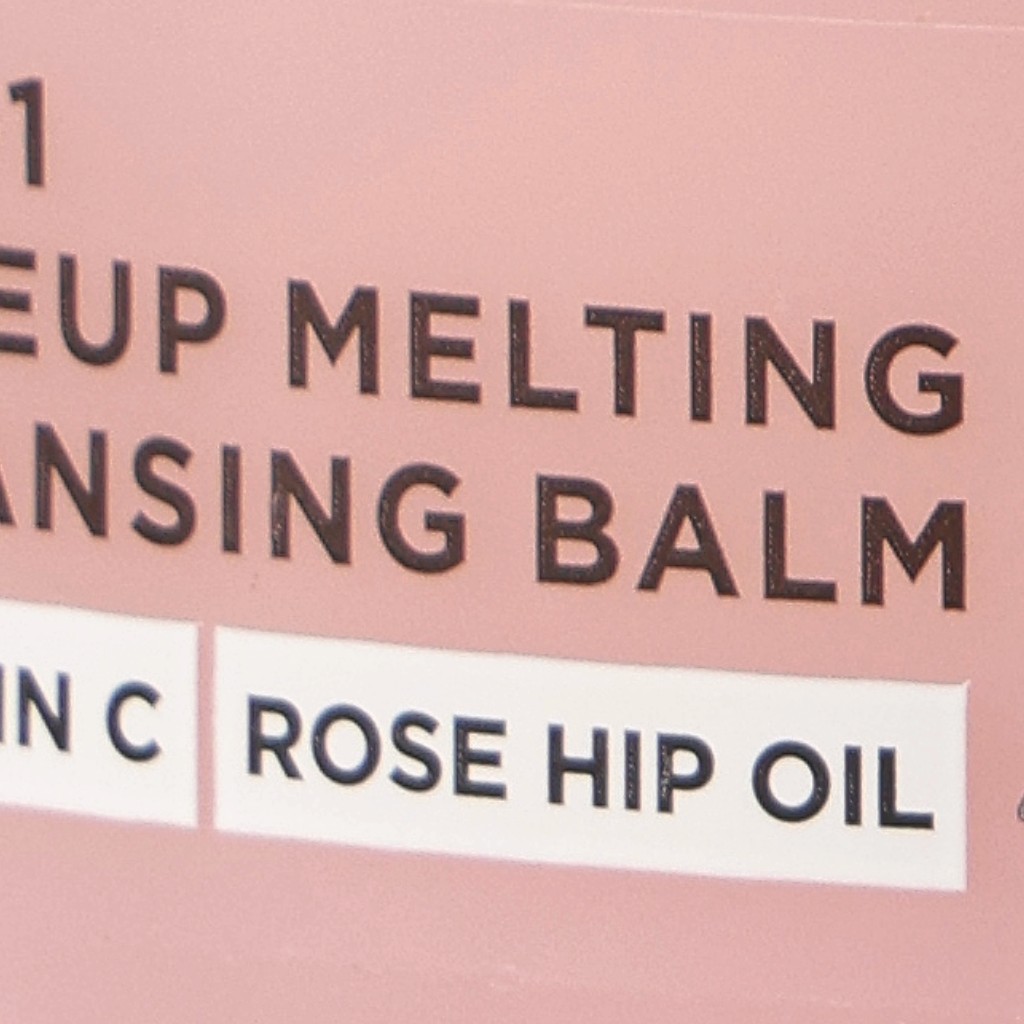 1
EUP MELTING
ANSING BALM
IN C ROSE HIP OIL